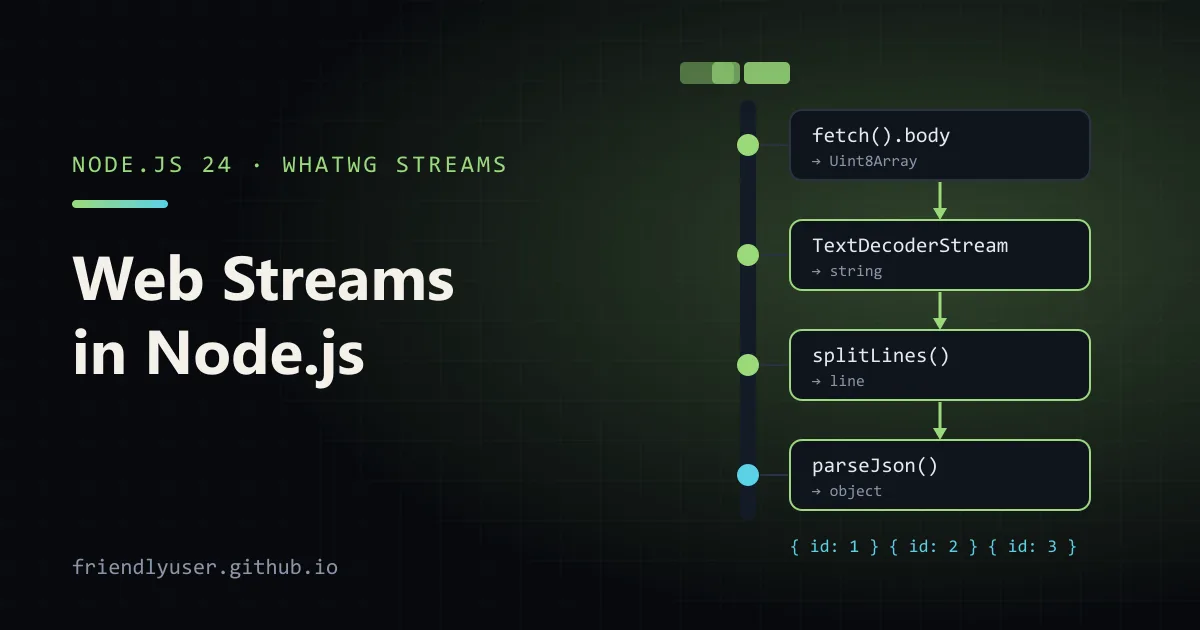 NODE.JS 24 · WHATWG STREAMS
Web Streams
in Node.js
friendlyuser.github.io
fetch().body
→ Uint8Array
TextDecoderStream
→ string
splitLines()
→ line
parseJson()
→ object
{ id: 1 } { id: 2 } { id: 3 }